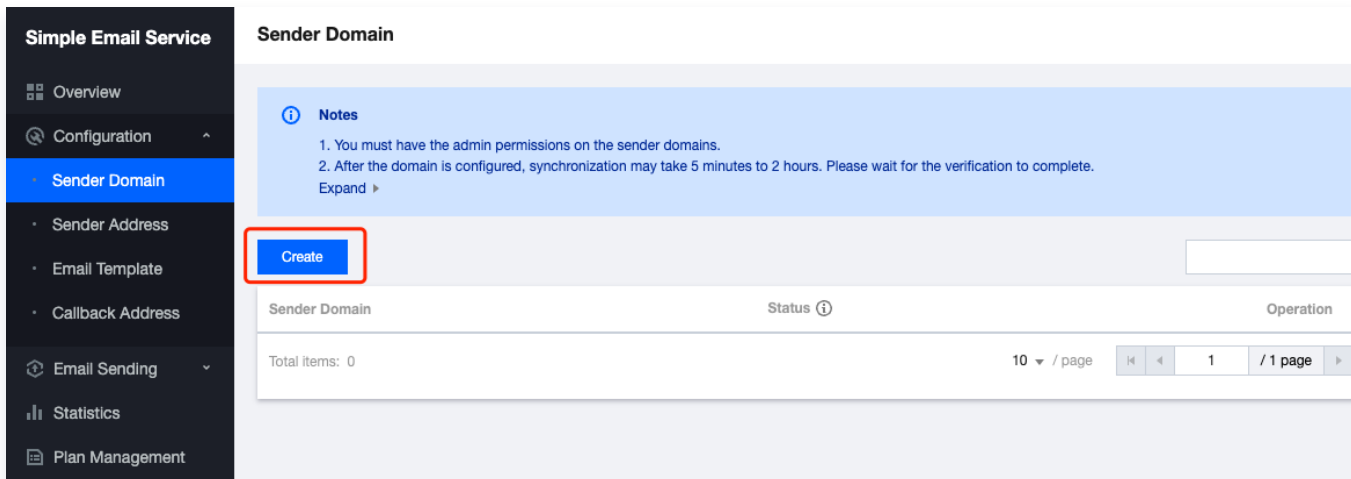 Simple Email Service
Sender Domain
Overview
Configuration
Sender Domain
Sender Address
Email Template
Callback Address
Email Sending
Statistics
Plan Management
Notes
1. You must have the admin permissions on the sender domains.
2. After the domain is configured, synchronization may take 5 minutes to 2 hours. Please wait for the verification to complete.
Expand
Create
Sender Domain Status Operation
Total items: 0 10 / page 1 / 1 page